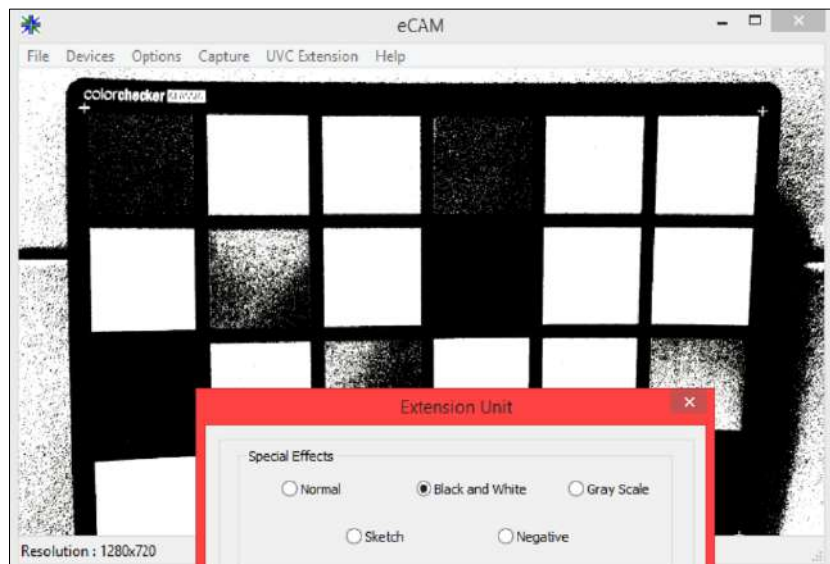 eCAM
File Devices Options Capture UVC Extension Help
colorchecker
Extension Unit
Special Effects
Normal Black and White Gray Scale
Sketch Negative
Resolution : 1280x720